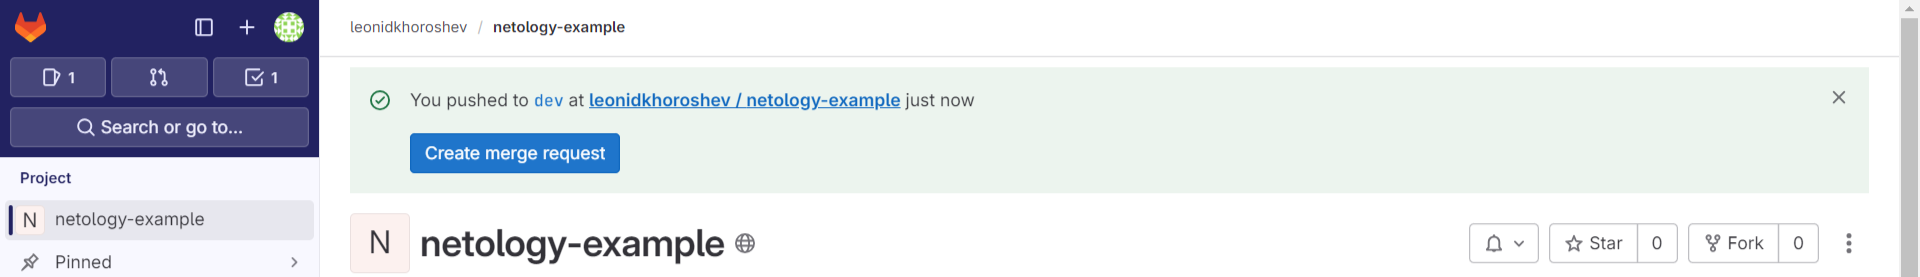 leonidkhoroshev / netology-example
1
1
Search or go to...
Project
N netology-example
Pinned
You pushed to dev at leonidkhoroshev / netology-example just now
Create merge request
N netology-example
Star 0
Fork 0